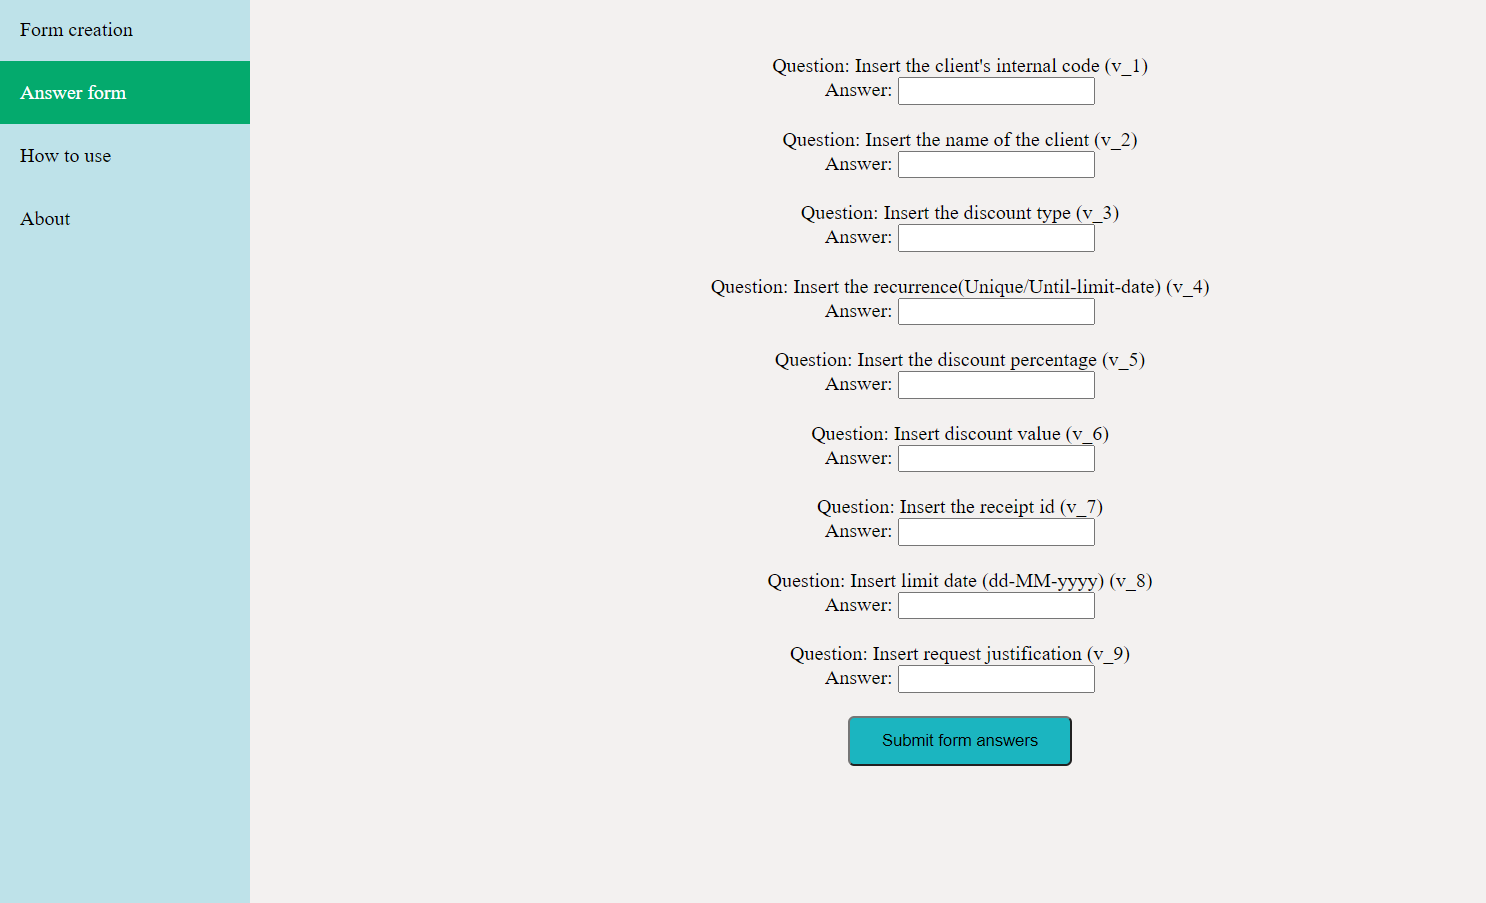 Form creation
Answer form
How to use
About
Question: Insert the client's internal code (v_1)
Answer:
Question: Insert the name of the client (v_2)
Answer:
Question: Insert the discount type (v_3)
Answer:
Question: Insert the recurrence(Unique/Until-limit-date) (v_4)
Answer:
Question: Insert the discount percentage (v_5)
Answer:
Question: Insert discount value (v_6)
Answer:
Question: Insert the receipt id (v_7)
Answer:
Question: Insert limit date (dd-MM-yyyy) (v_8)
Answer:
Question: Insert request justification (v_9)
Answer:
Submit form answers